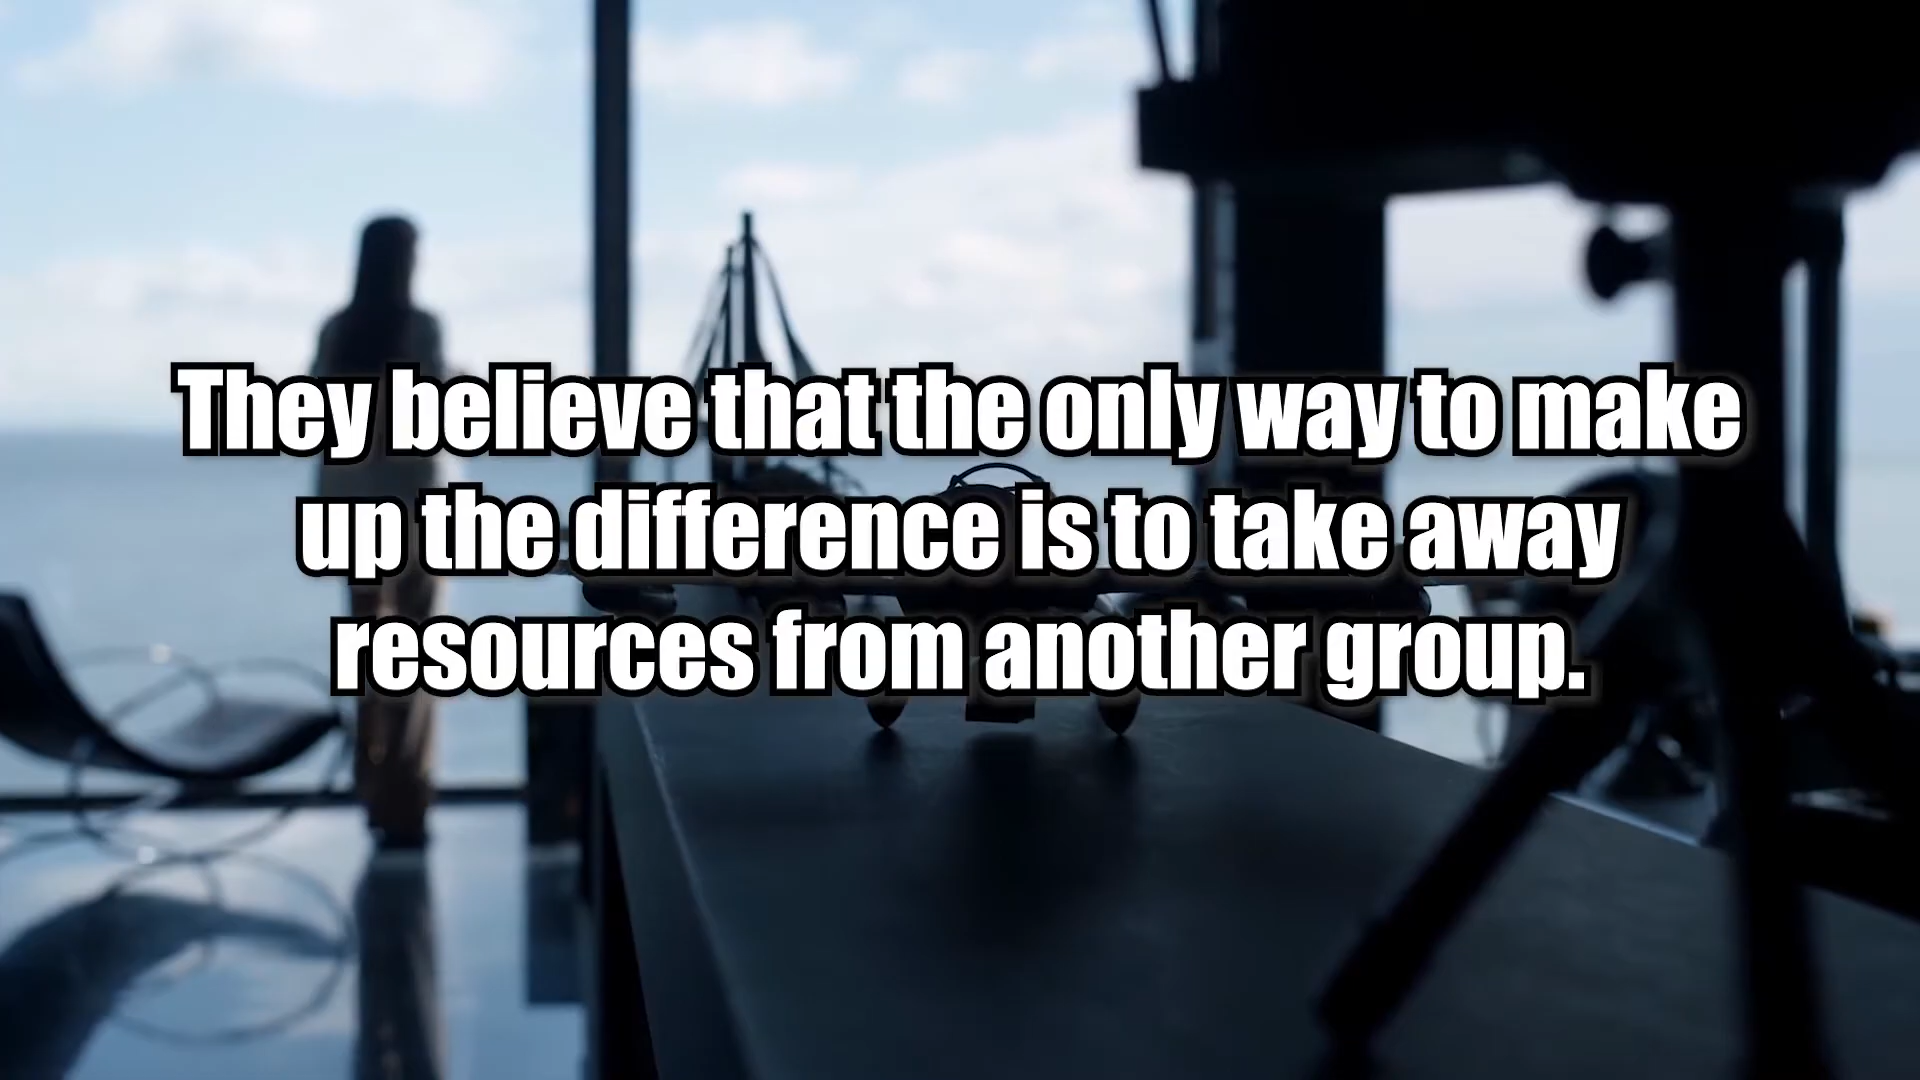 They believe that the only way to make
up the difference is to take away
resources from another group.